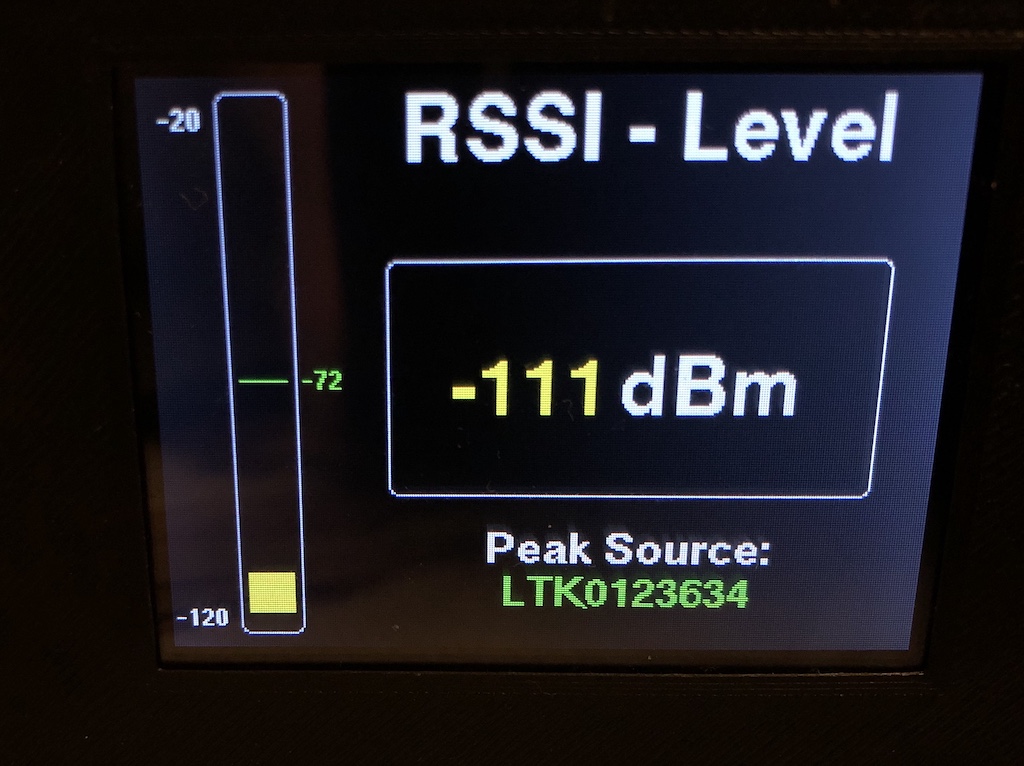 RSSI - Level
-20
-72
-111 dBm
Peak Source:
LTK0123634
-120